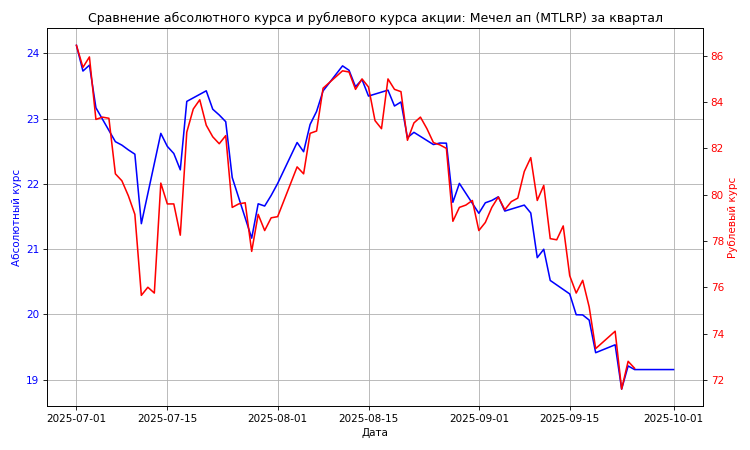 Сравнение абсолютного курса и рублевого курса акции: Мечел ап (MTLRP) за квартал
Абсолютный курс
24
23
22
21
20
19
86
84
82
80
78
76
74
72
Рублевый курс
2025-07-01 2025-07-15 2025-08-01 2025-08-15 2025-09-01 2025-09-15 2025-10-01
Дата